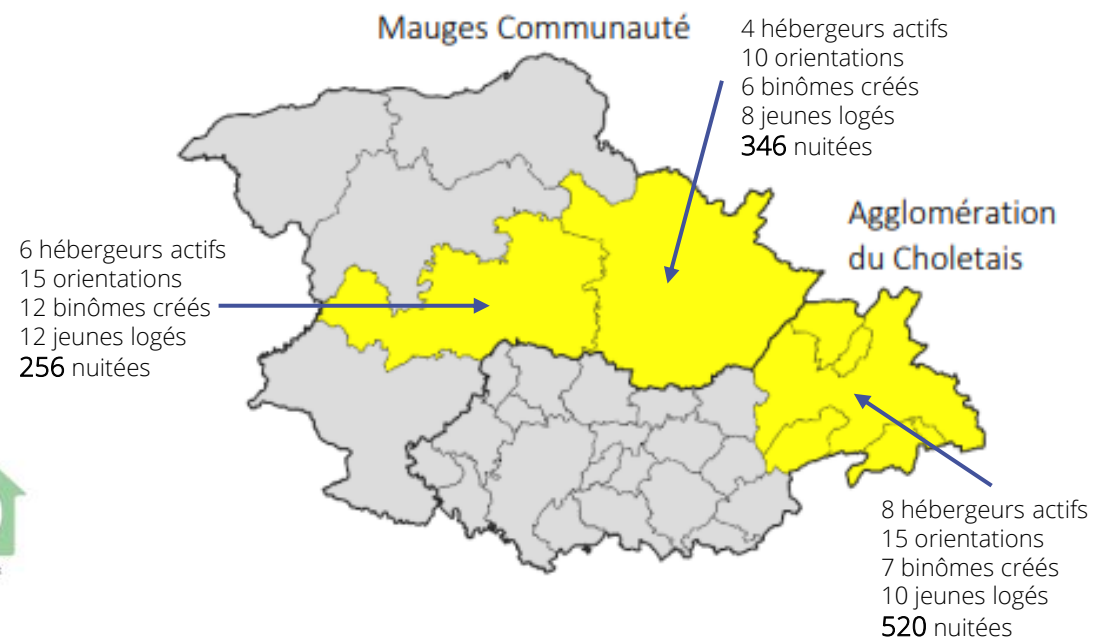 Mauges Communauté
4 hébergeurs actifs
10 orientations
6 binômes créés
8 jeunes logés
346 nuitées
Agglomération
du Choletais
6 hébergeurs actifs
15 orientations
12 binômes créés
12 jeunes logés
256 nuitées
8 hébergeurs actifs
15 orientations
7 binômes créés
10 jeunes logés
520 nuitées